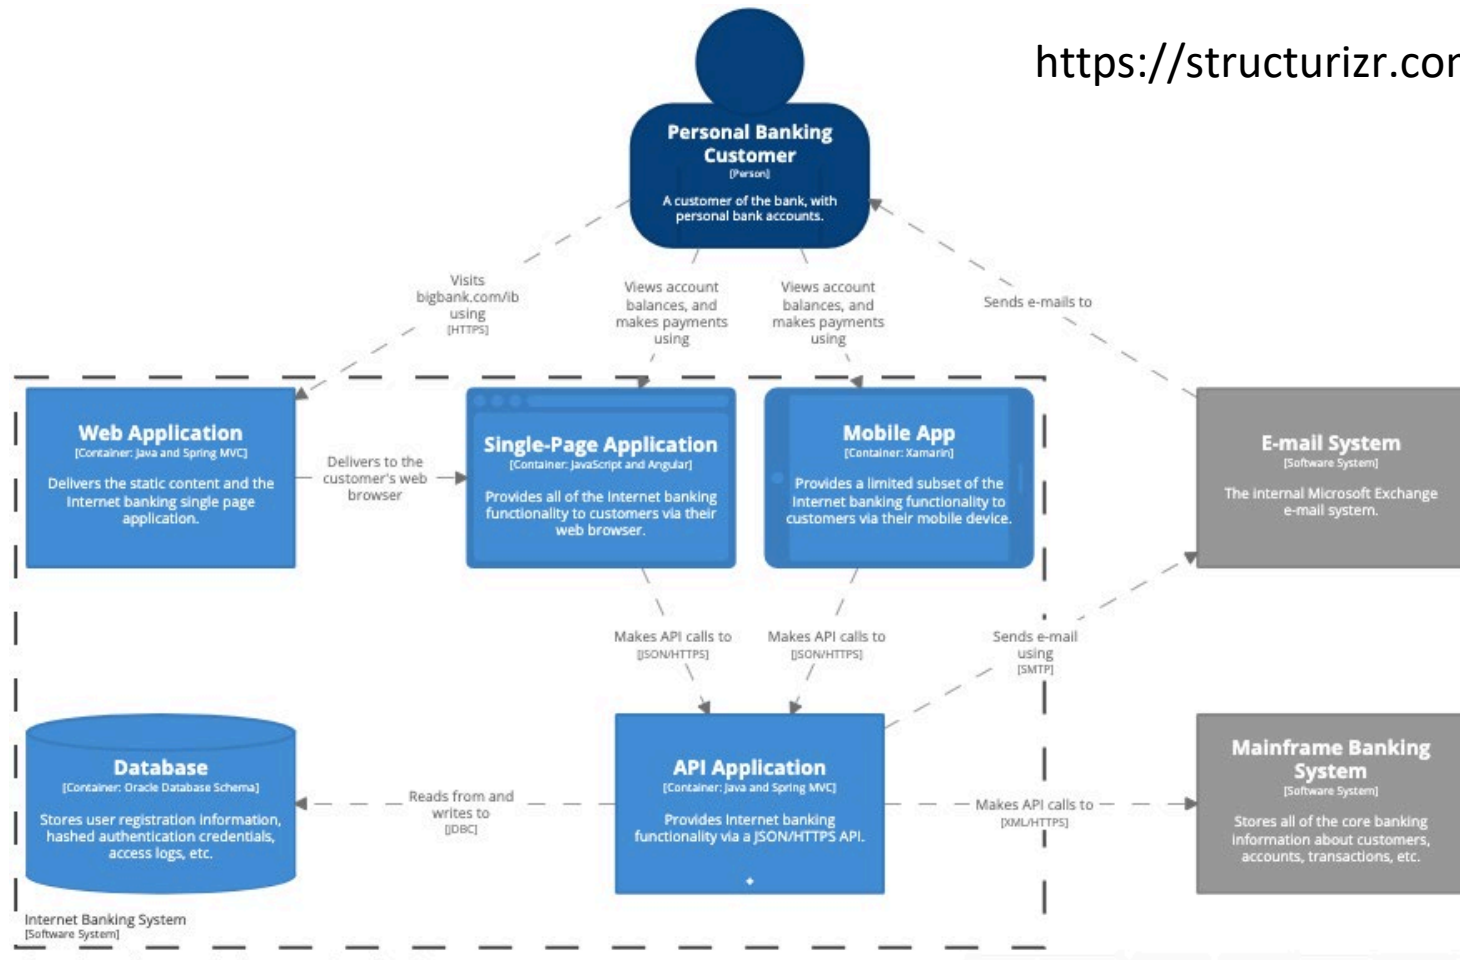 https://structurizr.com
Personal Banking
Customer
[Person]
A customer of the bank, with
personal bank accounts.
Visits
bigbank.com/ib
using
[HTTPS]
Views account
balances, and
makes payments
using
Views account
balances, and
makes payments
using
Sends e-mails to
Web Application
[Container: Java and Spring MVC]
Delivers the static content and the
Internet banking single page
application.
Delivers to the
customer's web
browser
Single-Page Application
[Container: JavaScript and Angular]
Provides all of the Internet banking
functionality to customers via their
web browser.
Mobile App
[Container: Xamarin]
Provides a limited subset of the
Internet banking functionality to
customers via their mobile device.
E-mail System
[Software System]
The internal Microsoft Exchange
e-mail system.
Makes API calls to
[JSON/HTTPS]
Makes API calls to
[JSON/HTTPS]
Sends e-mail
using
[SMTP]
Database
[Container: Oracle Database Schema]
Stores user registration information,
hashed authentication credentials,
access logs, etc.
Reads from and
writes to
[JDBC]
API Application
[Container: Java and Spring MVC]
Provides Internet banking
functionality via a JSON/HTTPS API.
Makes API calls to
[XML/HTTPS]
Mainframe Banking
System
[Software System]
Stores all of the core banking
information about customers,
accounts, transactions, etc.
Internet Banking System
[Software System]